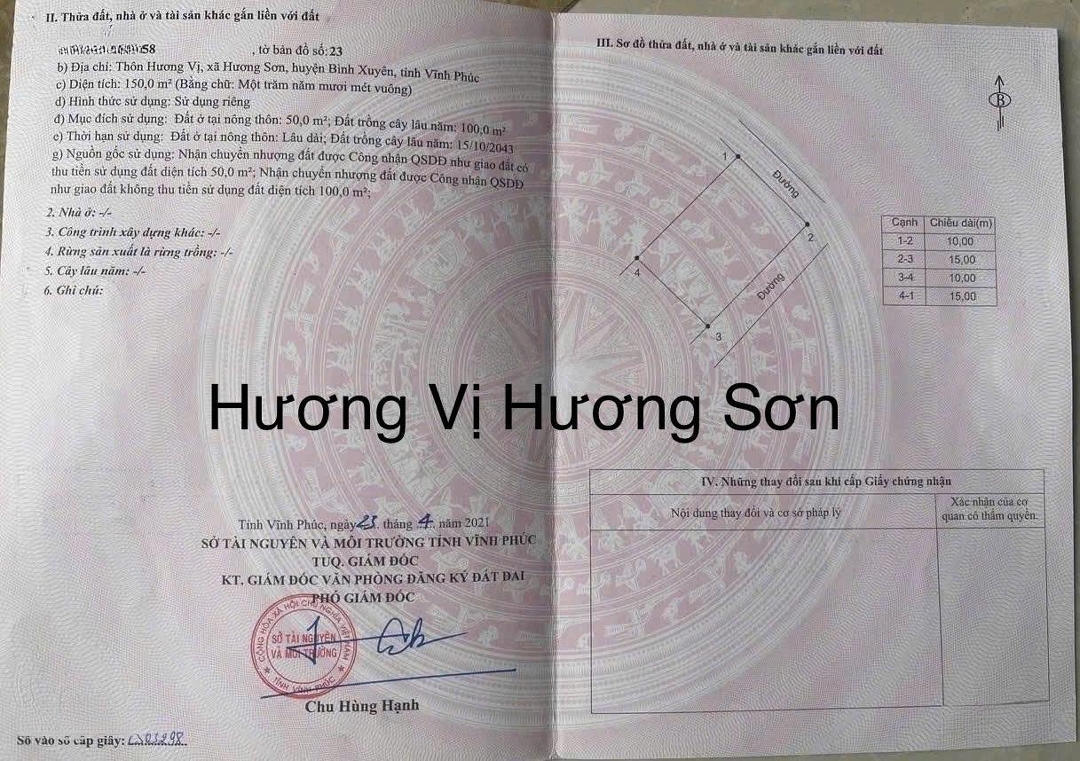 II. Thửa đất, nhà ở và tài sản khác gắn liền với đất
58 , tờ bản đồ số: 23
b) Địa chỉ: Thôn Hương Vị, xã Hương Sơn, huyện Bình Xuyên, tỉnh Vĩnh Phúc
c) Diện tích: 150,0 m² (Bằng chữ: Một trăm năm mươi mét vuông)
d) Hình thức sử dụng: Sử dụng riêng
đ) Mục đích sử dụng: Đất ở tại nông thôn: 50,0 m²; Đất trồng cây lâu năm: 100,0 m²
e) Thời hạn sử dụng: Đất ở tại nông thôn: Lâu dài; Đất trồng cây lâu năm: 15/10/2043
g) Nguồn gốc sử dụng: Nhận chuyển nhượng đất được Công nhận QSDĐ như giao đất có
thu tiền sử dụng đất diện tích 50,0 m²; Nhận chuyển nhượng đất được Công nhận QSDĐ
như giao đất không thu tiền sử dụng đất diện tích 100,0 m²;
2. Nhà ở: -/-
3. Công trình xây dựng khác: -/-
4. Rừng sản xuất là rừng trồng: -/-
5. Cây lâu năm: -/-
6. Ghi chú:
Tỉnh Vĩnh Phúc, ngày 23. tháng .4. năm 2021
SỞ TÀI NGUYÊN VÀ MÔI TRƯỜNG TỈNH VĨNH PHÚC
TUQ. GIÁM ĐỐC
KT. GIÁM ĐỐC VĂN PHÒNG ĐĂNG KÝ ĐẤT ĐAI
PHÓ GIÁM ĐỐC
CỘNG HÒA XÃ HỘI CHỦ NGHĨA VIỆT NAM
SỞ TÀI NGUYÊN
VÀ MÔI TRƯỜNG
TỈNH VĨNH PHÚC
Chu Hùng Hạnh
Số vào sổ cấp giấy: CS03298
III. Sơ đồ thửa đất, nhà ở và tài sản khác gắn liền với đất
B
1
Đường
2
4
Đường
3
Cạnh Chiều dài(m)
1-2 10,00
2-3 15,00
3-4 10,00
4-1 15,00
Hương Vị Hương Sơn
IV. Những thay đổi sau khi cấp Giấy chứng nhận
Nội dung thay đổi và cơ sở pháp lý
Xác nhận của cơ
quan có thẩm quyền